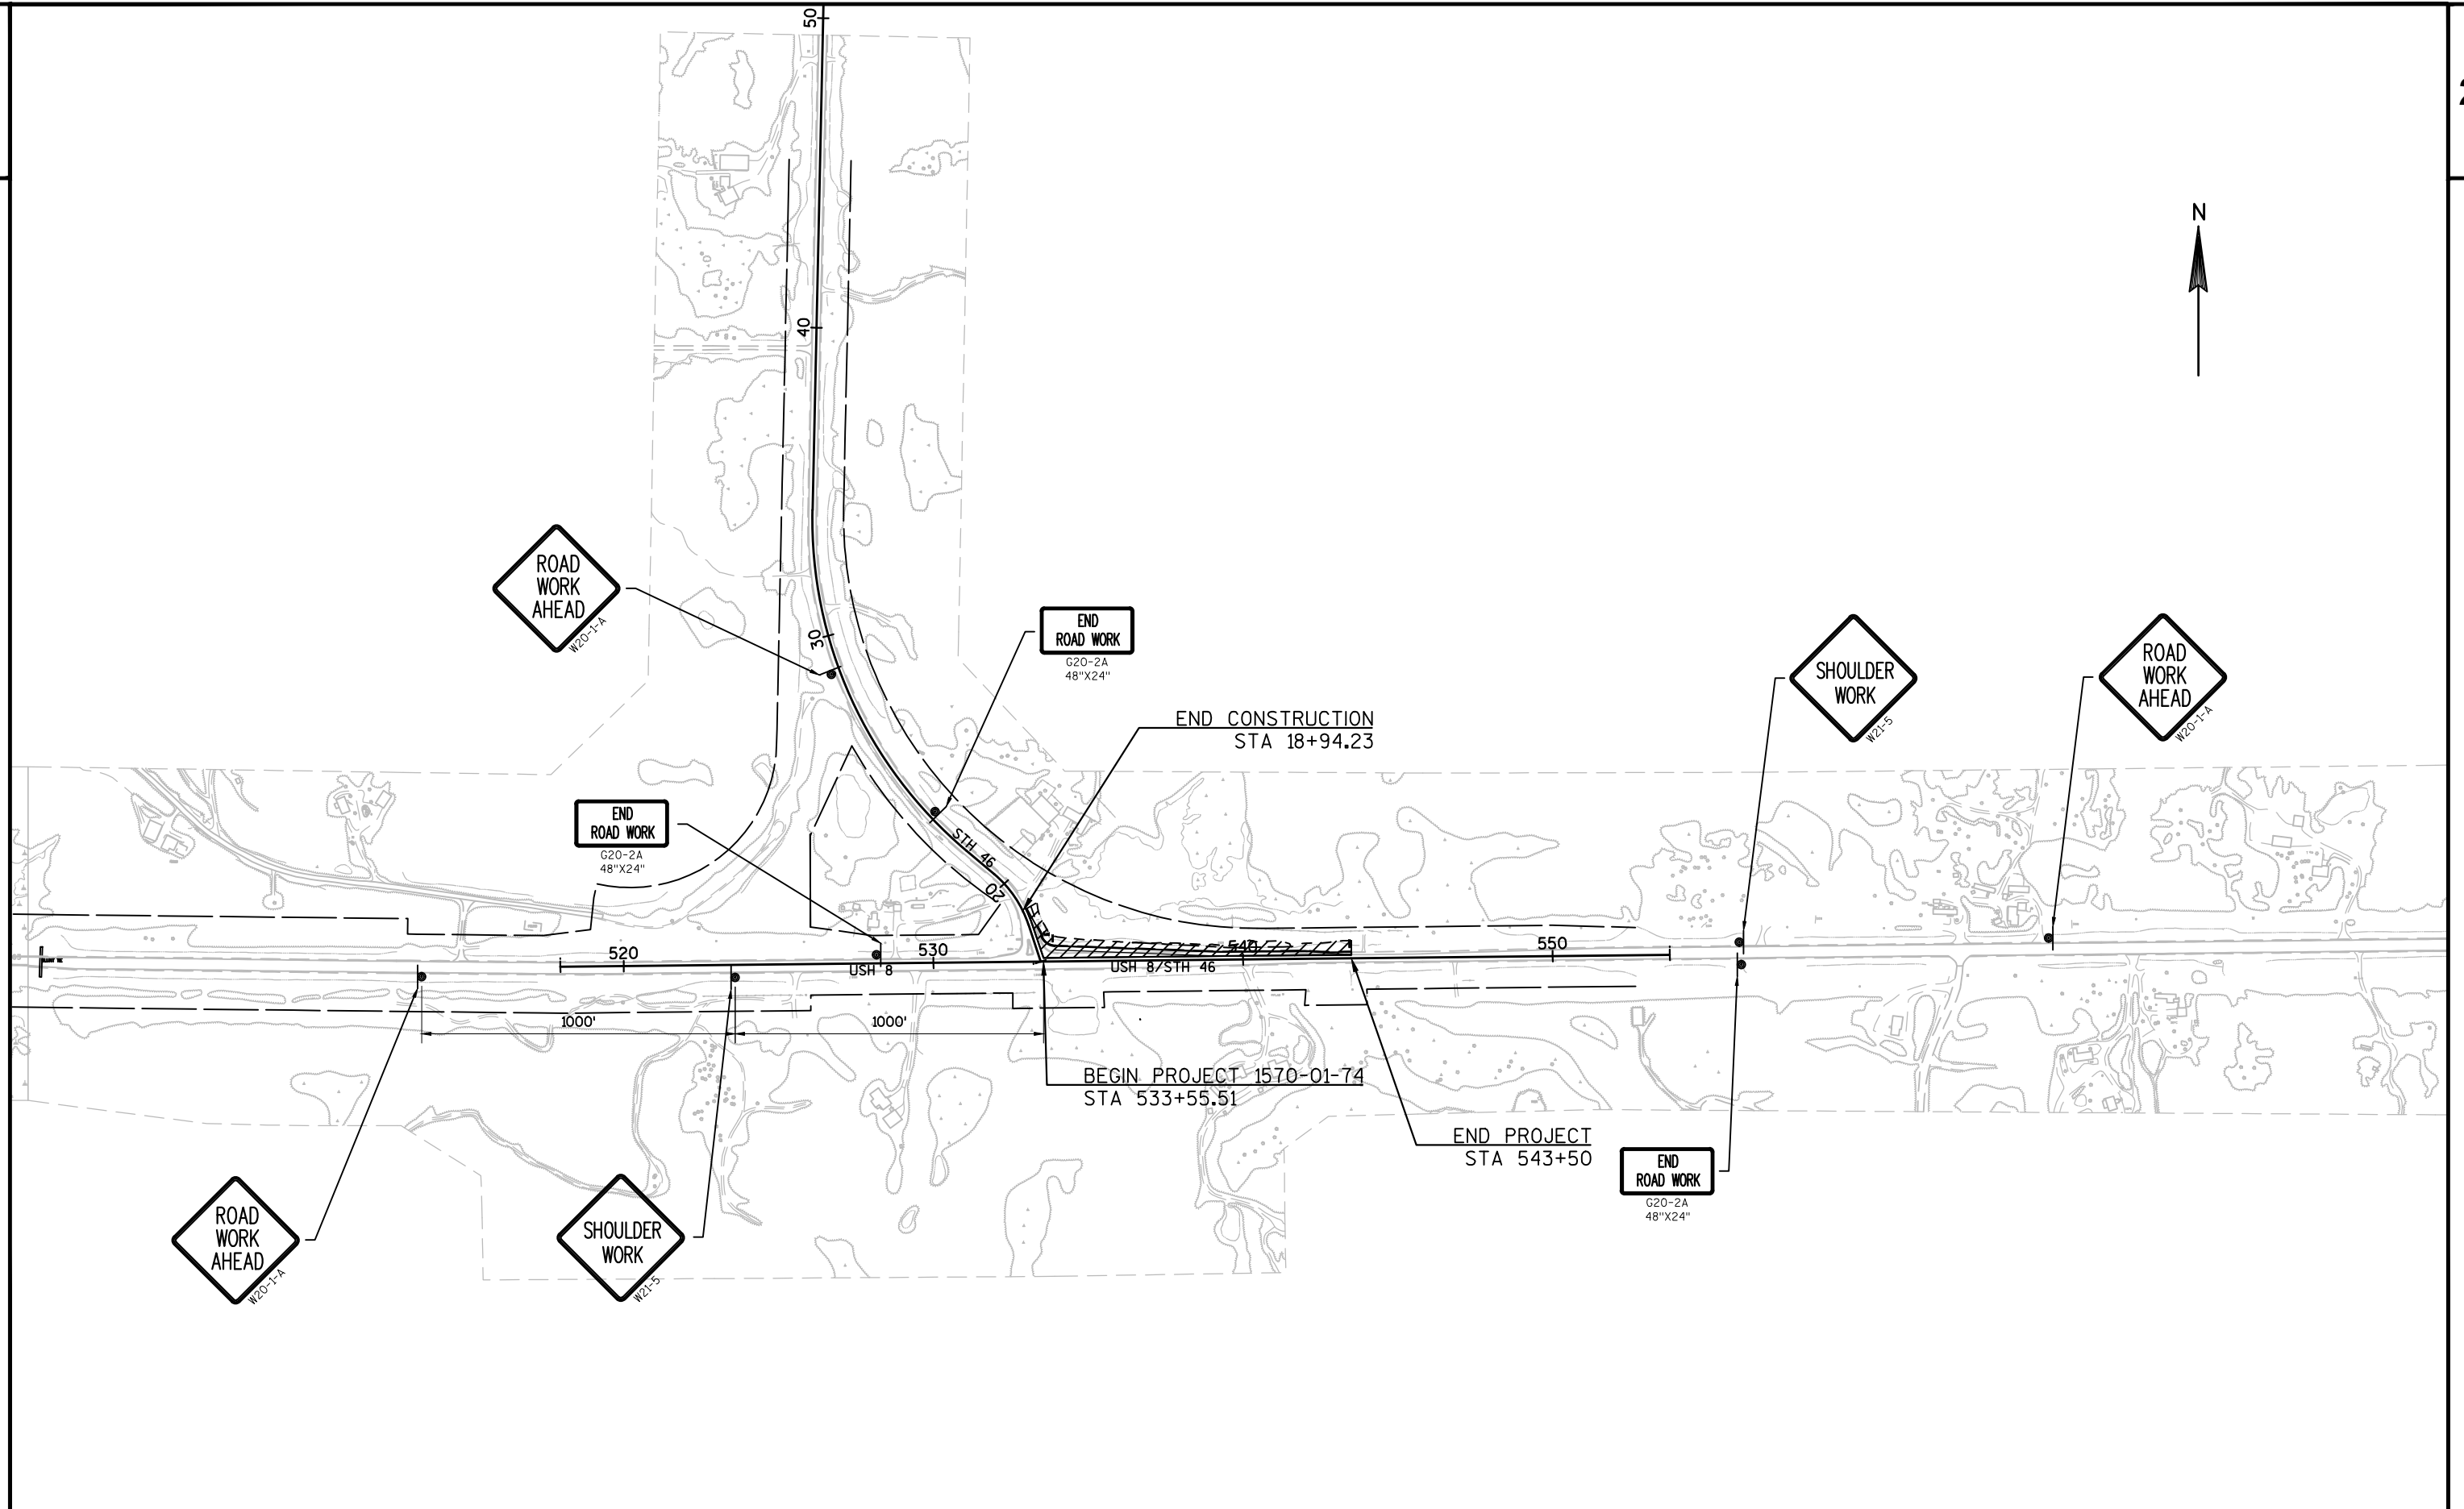 50
2
N
40
ROAD
WORK
AHEAD
W20-1-A
30
END
ROAD WORK
G20-2A
48"X24"
END CONSTRUCTION
STA 18+94.23
SHOULDER
WORK
W21-5
ROAD
WORK
AHEAD
W20-1-A
END
ROAD WORK
G20-2A
48"X24"
STH 46
20
520
530
540
550
USH 8
USH 8/STH 46
1000'
1000'
BEGIN PROJECT 1570-01-74
STA 533+55.51
END PROJECT
STA 543+50
END
ROAD WORK
G20-2A
48"X24"
ROAD
WORK
AHEAD
W20-1-A
SHOULDER
WORK
W21-5